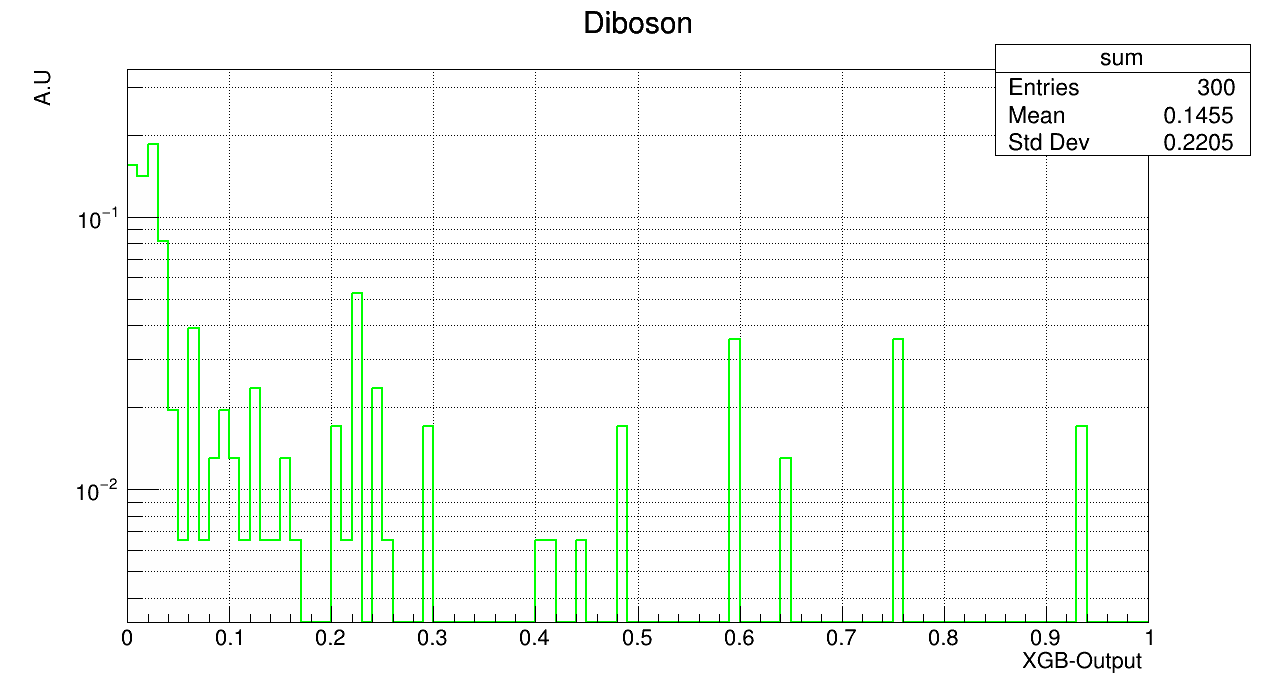 Diboson
A.U
sum
Entries 300
Mean 0.1455
Std Dev 0.2205
10⁻¹
10⁻²
0 0.1 0.2 0.3 0.4 0.5 0.6 0.7 0.8 0.9 1
XGB-Output